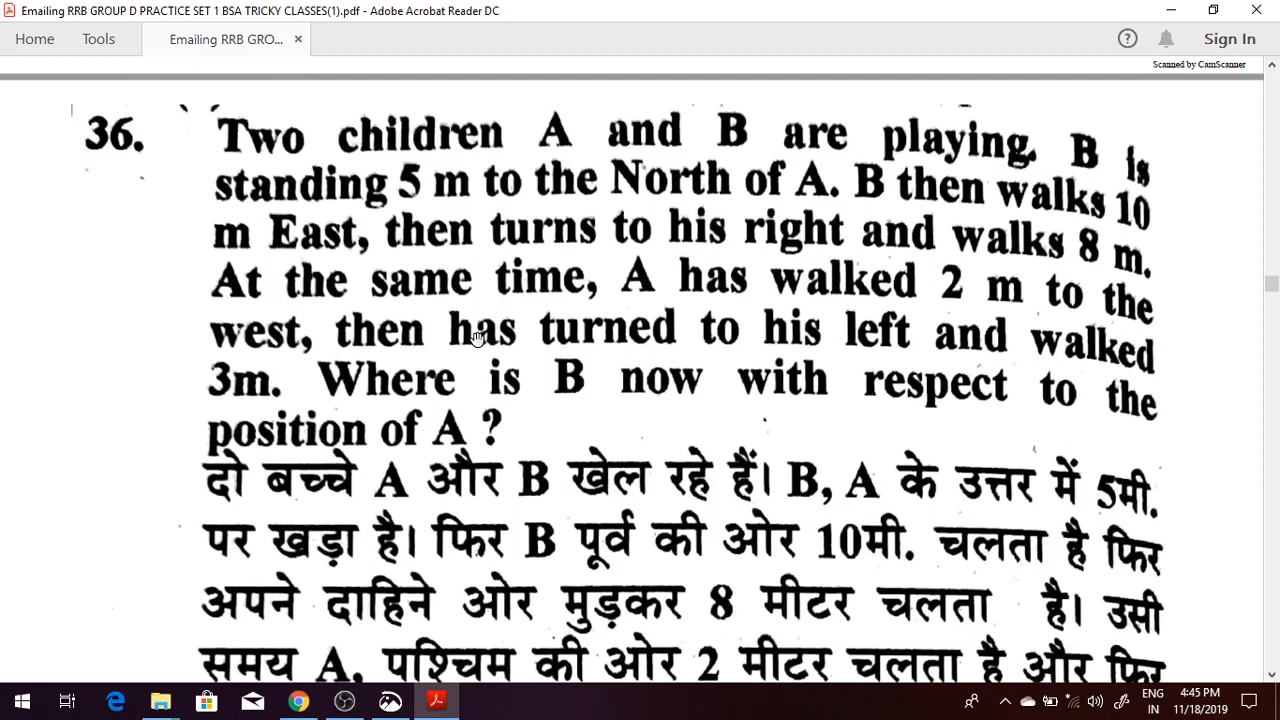 Emailing RRB GROUP D PRACTICE SET 1 BSA TRICKY CLASSES(1).pdf - Adobe Acrobat Reader DC
Home Tools Emailing RRB GRO... × Sign In
Scanned by CamScanner
36. Two children A and B are playing. B is
standing 5 m to the North of A. B then walks 10
m East, then turns to his right and walks 8 m.
At the same time, A has walked 2 m to the
west, then has turned to his left and walked
3m. Where is B now with respect to the
position of A ?
दो बच्चे A और B खेल रहे हैं। B, A के उत्तर में 5मी.
पर खड़ा है। फिर B पूर्व की ओर 10मी. चलता है फिर
अपने दाहिने ओर मुड़कर 8 मीटर चलता है। उसी
समय A, पश्चिम की ओर 2 मीटर चलता है और फिर
ENG 4:45 PM
IN 11/18/2019